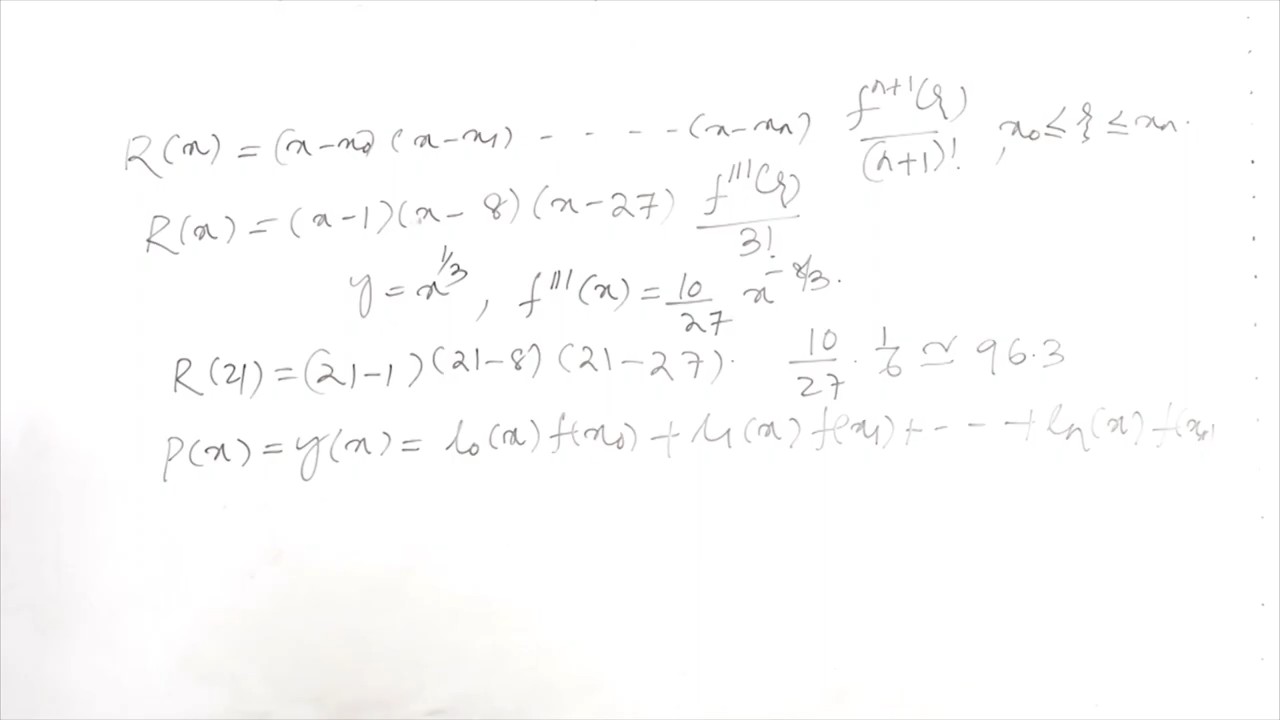 R(x) = (x-x₀)(x-x₁) - - - - -(x-xₙ) fⁿ⁺¹(ξ)/(n+1)! , x₀ ≤ ξ ≤ xₙ.
R(x) = (x-1)(x-8)(x-27) f'''(ξ)/3!
y = x^(1/3), f'''(x) = 10/27 x^(-8/3).
R(21) = (21-1)(21-8)(21-27). 10/27 . 1/6 ≃ 96.3
P(x) = y(x) = l₀(x) f(x₀) + l₁(x) f(x₁) + - - - + lₙ(x) f(xₙ)